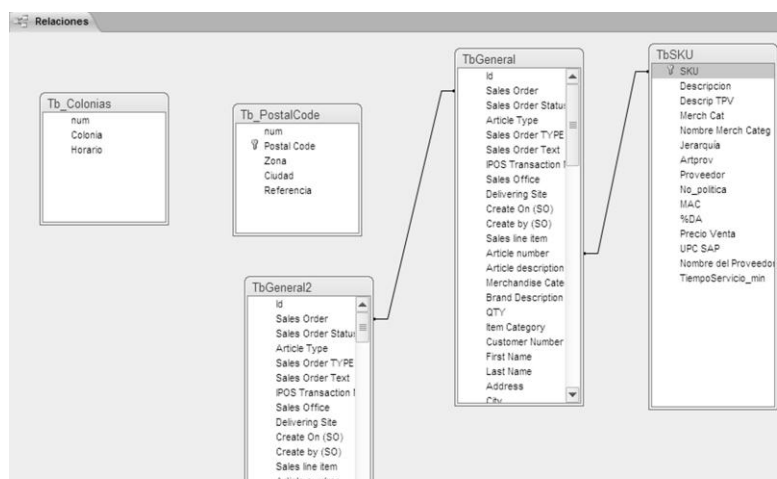 Relaciones
Tb_Colonias
num
Colonia
Horario
Tb_PostalCode
num
Postal Code
Zona
Ciudad
Referencia
TbGeneral2
Id
Sales Order
Sales Order Statu
Article Type
Sales Order TYPE
Sales Order Text
IPOS Transaction
Sales Office
Delivering Site
Create On (SO)
Create by (SO)
Sales line item
TbGeneral
Id
Sales Order
Sales Order Statu
Article Type
Sales Order TYPE
Sales Order Text
IPOS Transaction
Sales Office
Delivering Site
Create On (SO)
Create by (SO)
Sales line item
Article number
Article description
Merchandise Cate
Brand Description
QTY
Item Category
Customer Number
First Name
Last Name
Address
City
TbSKU
SKU
Descripcion
Descrip TPV
Merch Cat
Nombre Merch Categ
Jerarquía
Artprov
Proveedor
No_politica
MAC
%DA
Precio Venta
UPC SAP
Nombre del Proveedor
TiempoServicio_min